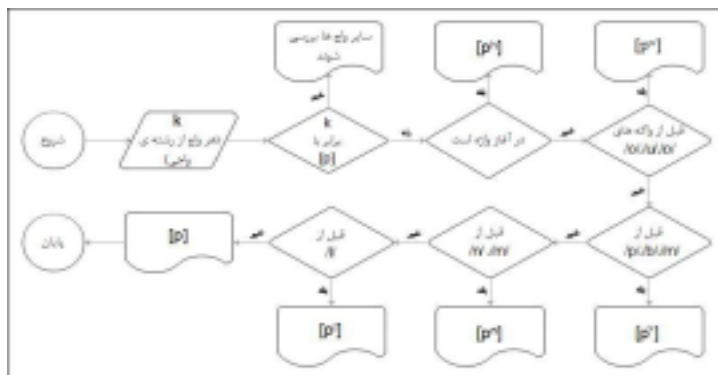 سایر واج ها بررسی
شوند
[pʰ]
[pʷ]
خیر
بله
بله
شروع
k
(هر واج از رشته ی
واجی)
k
برابر با
[p]
بله
در آغاز واژه است
خیر
قبل از واکه های
/o/،/u/،/ɒ/
خیر
پایان
[p]
خیر
قبل از
/l/
خیر
قبل از
/n/،/m/
خیر
قبل از
/p/،/b/،/m/
بله
بله
بله
[pˡ]
[pⁿ]